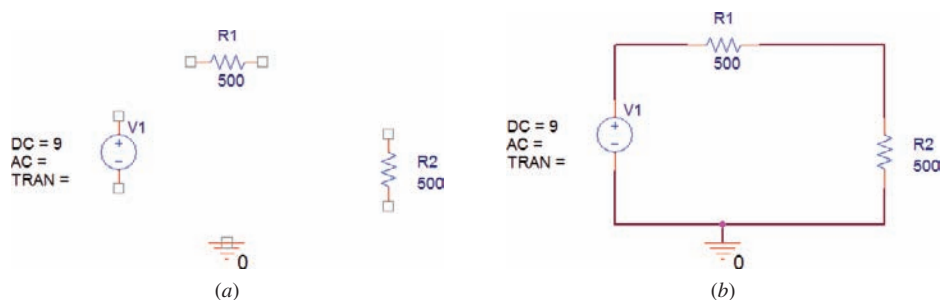 R1
500
V1
DC = 9
AC =
TRAN =
R2
500
0
(a)
R1
500
V1
DC = 9
AC =
TRAN =
R2
500
0
(b)